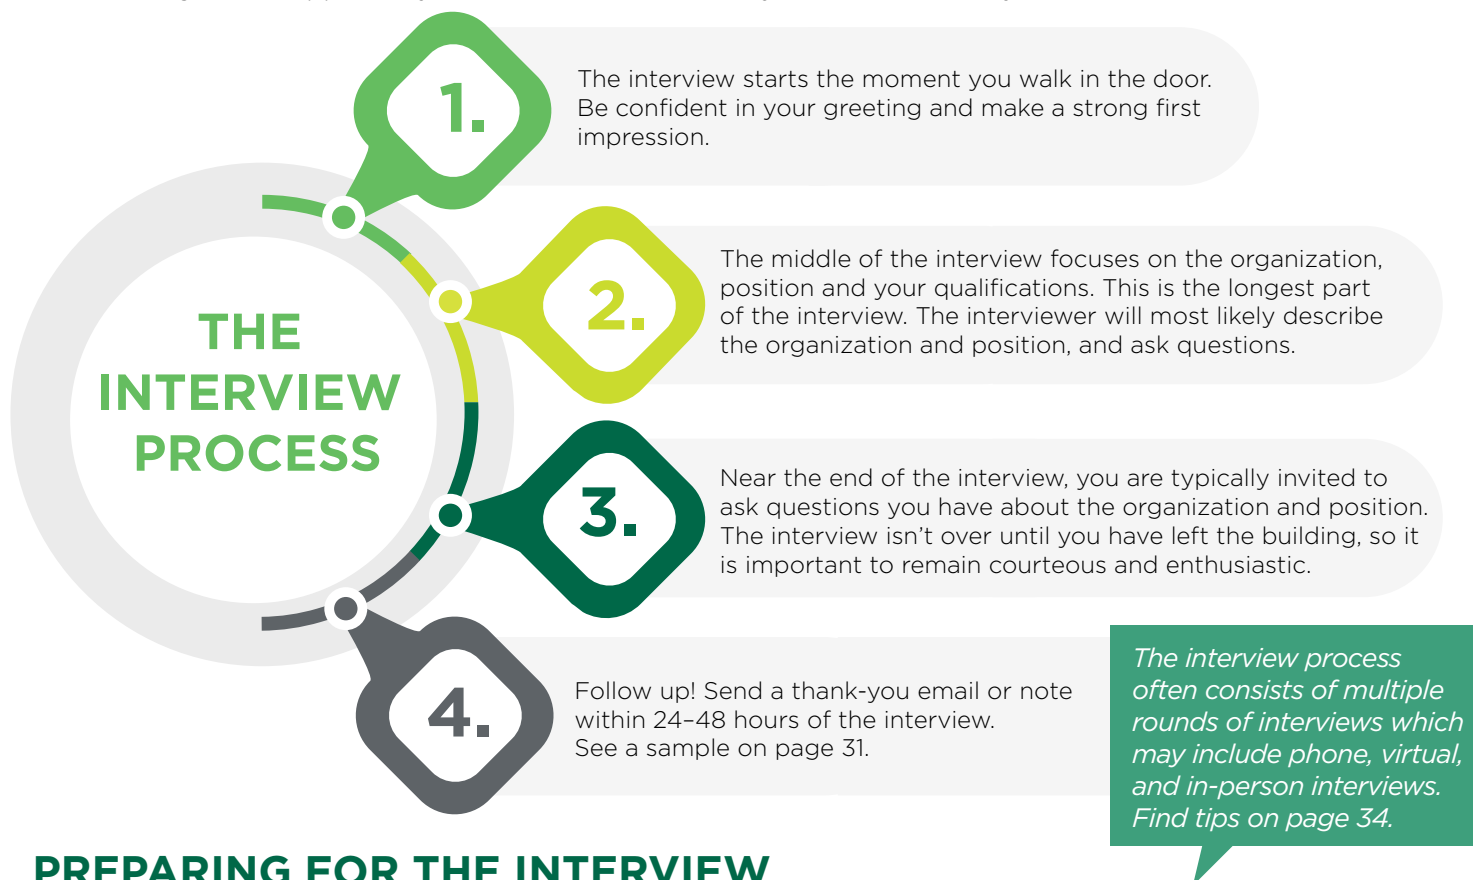 1.
The interview starts the moment you walk in the door.
Be confident in your greeting and make a strong first
impression.
THE
INTERVIEW
PROCESS
2.
The middle of the interview focuses on the organization,
position and your qualifications. This is the longest part
of the interview. The interviewer will most likely describe
the organization and position, and ask questions.
3.
Near the end of the interview, you are typically invited to
ask questions you have about the organization and position.
The interview isn’t over until you have left the building, so it
is important to remain courteous and enthusiastic.
4.
Follow up! Send a thank-you email or note
within 24–48 hours of the interview.
See a sample on page 31.
The interview process
often consists of multiple
rounds of interviews which
may include phone, virtual,
and in-person interviews.
Find tips on page 34.
PREPARING FOR THE INTERVIEW